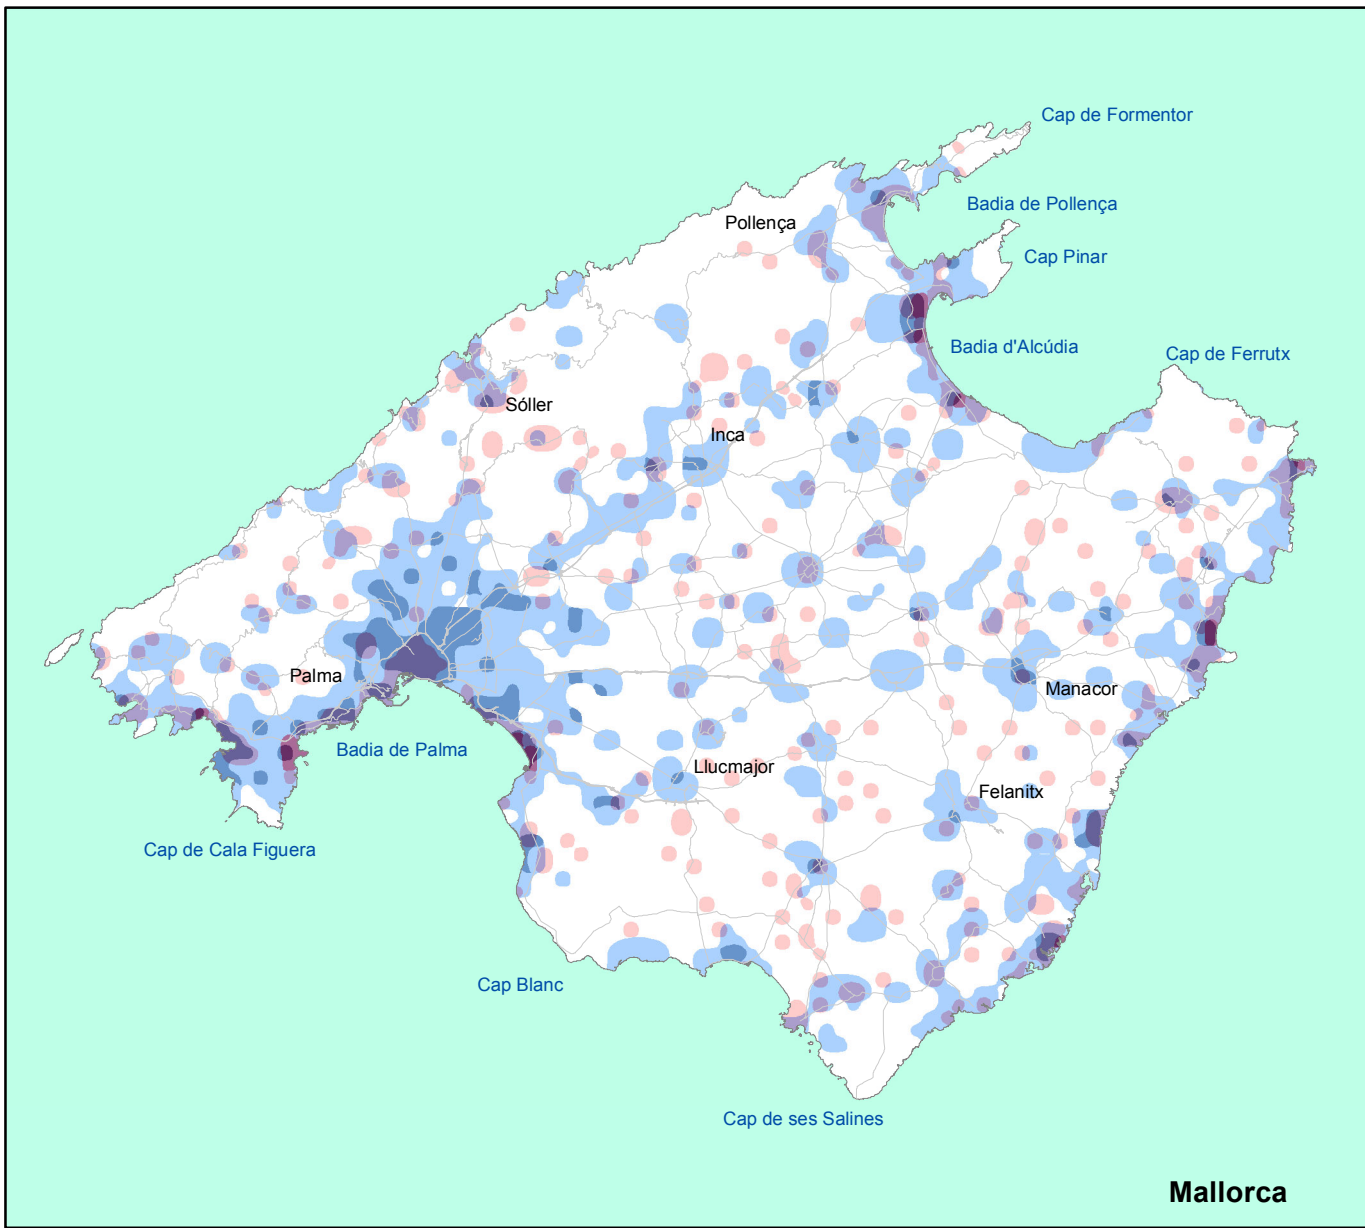 Cap de Formentor
Badia de Pollença
Pollença
Cap Pinar
Badia d'Alcúdia
Cap de Ferrutx
Sóller
Inca
Palma
Manacor
Badia de Palma
Llucmajor
Felanitx
Cap de Cala Figuera
Cap Blanc
Cap de ses Salines
Mallorca